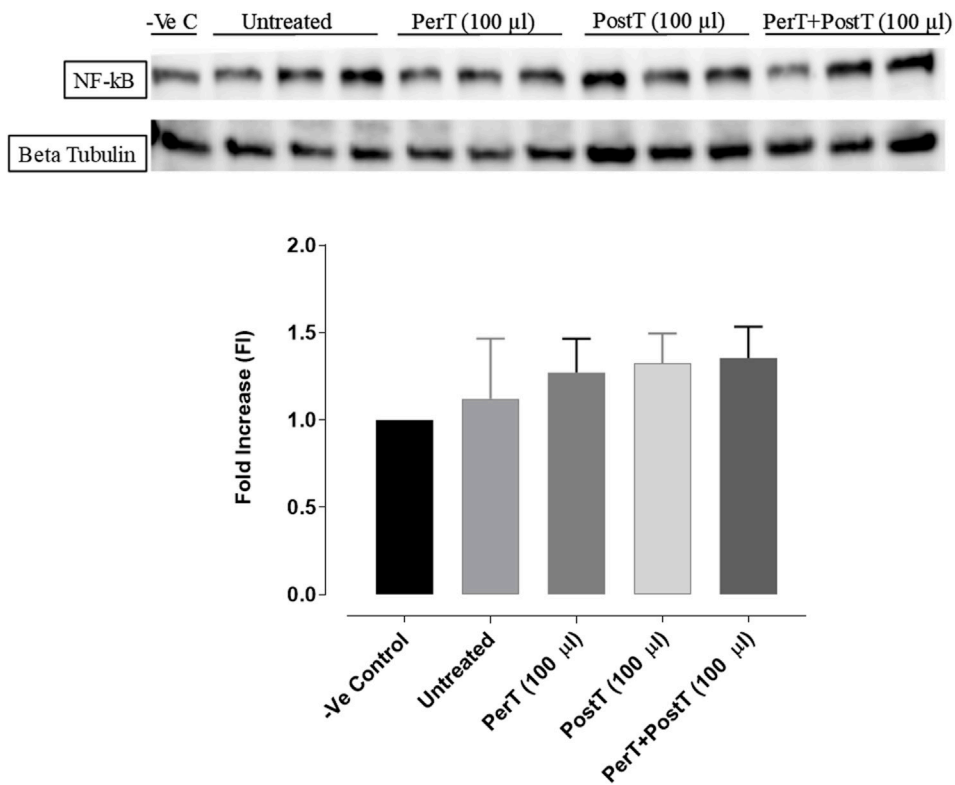 -Ve C Untreated PerT (100 µl) PostT (100 µl) PerT+PostT (100 µl)
NF-kB
Beta Tubulin
2.0
1.5
1.0
0.5
0.0
Fold Increase (FI)
-Ve Control
Untreated
PerT (100 µl)
PostT (100 µl)
PerT+PostT (100 µl)